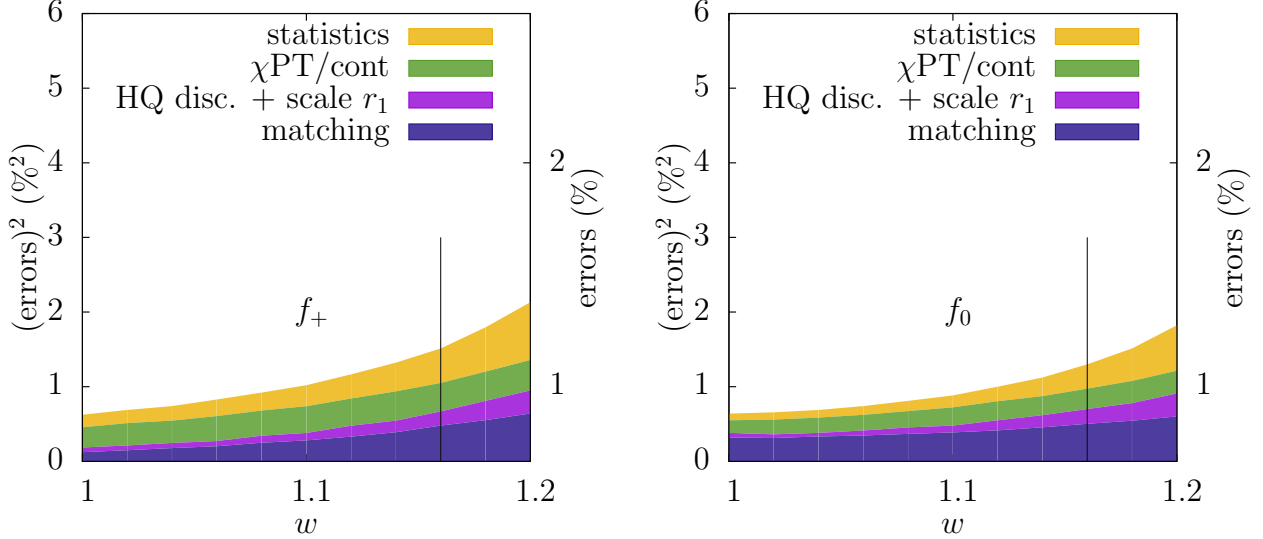 6
5
4
3
2
1
0
(errors)² (%²)
statistics
χPT/cont
HQ disc. + scale r₁
matching
f₊
2
1
errors (%)
1
1.1
1.2
w
6
5
4
3
2
1
0
(errors)² (%²)
statistics
χPT/cont
HQ disc. + scale r₁
matching
f₀
2
1
errors (%)
1
1.1
1.2
w